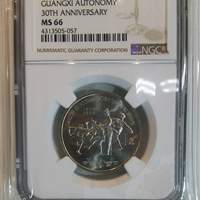 GUANGXI AUTONOMY
30TH ANNIVERSARY
MS 66
4313505-057
NUMISMATIC GUARANTY CORPORATION
NGC